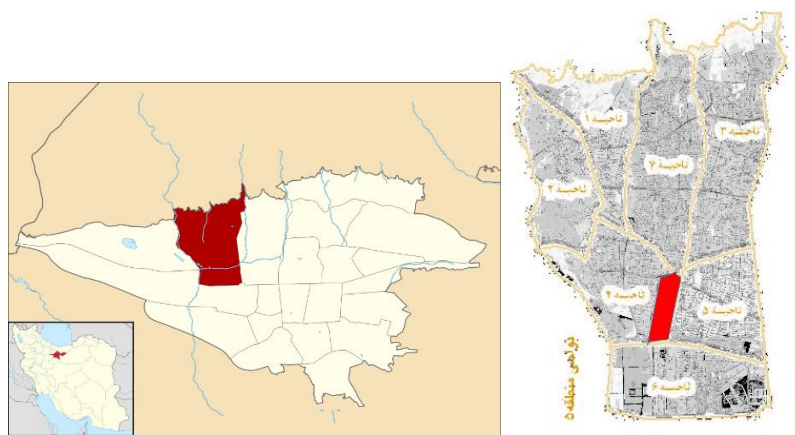 ناحیه ۱
ناحیه ۳
ناحیه ۷
ناحیه ۲
ناحیه ۴
ناحیه ۵
ناحیه ۶
نواحی منطقه ۵